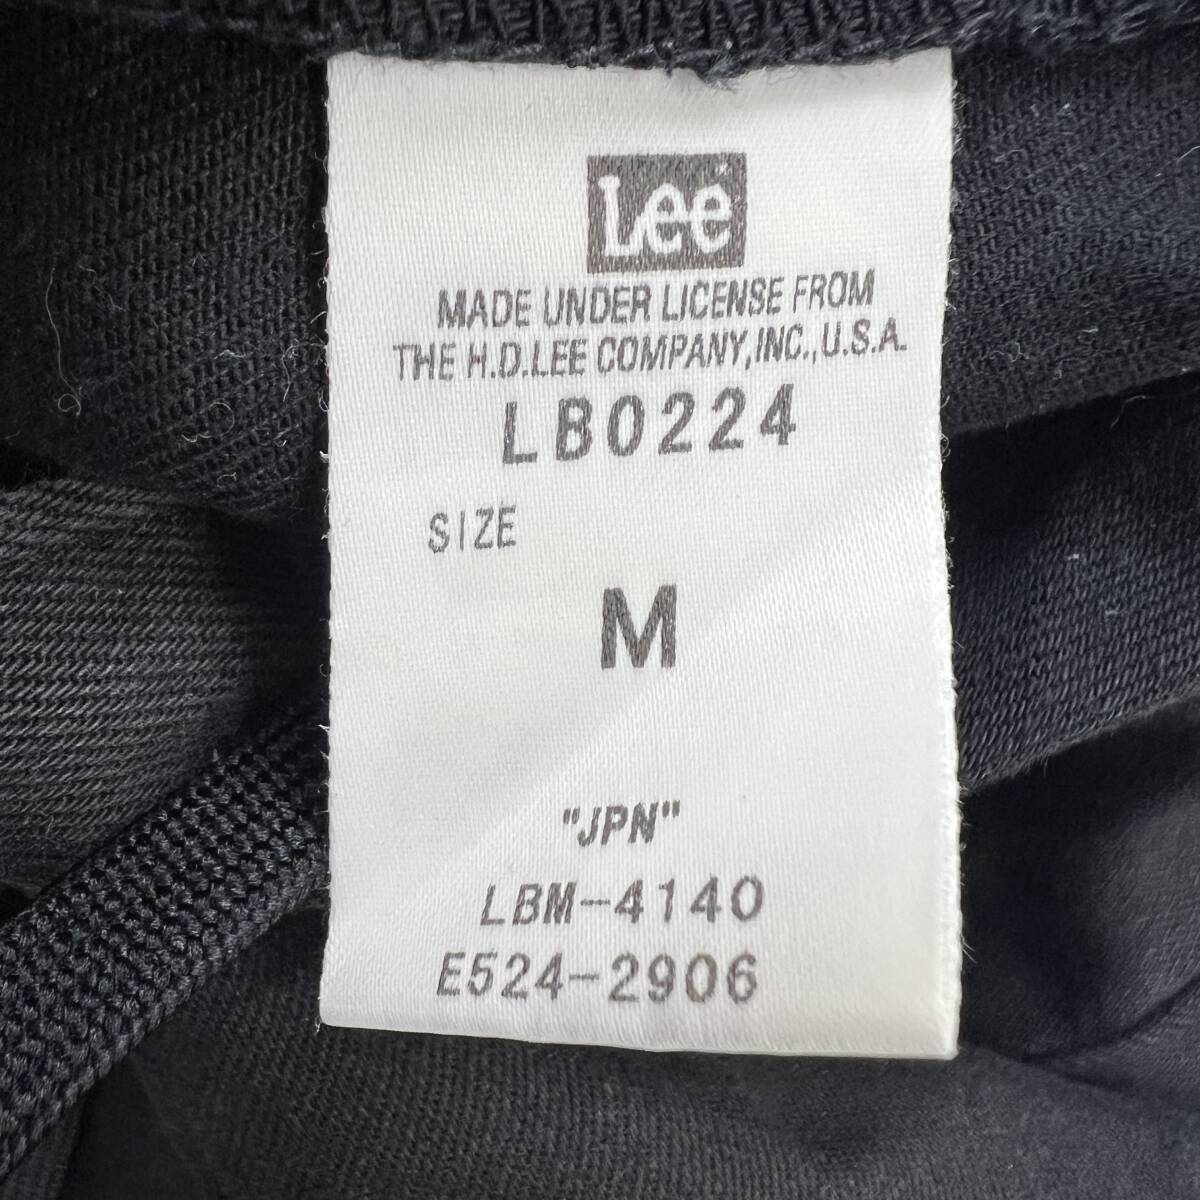 Lee
MADE UNDER LICENSE FROM
THE H.D.LEE COMPANY,INC.,U.S.A.
LB0224
SIZE
M
"JPN"
LBM-4140
E524-2906